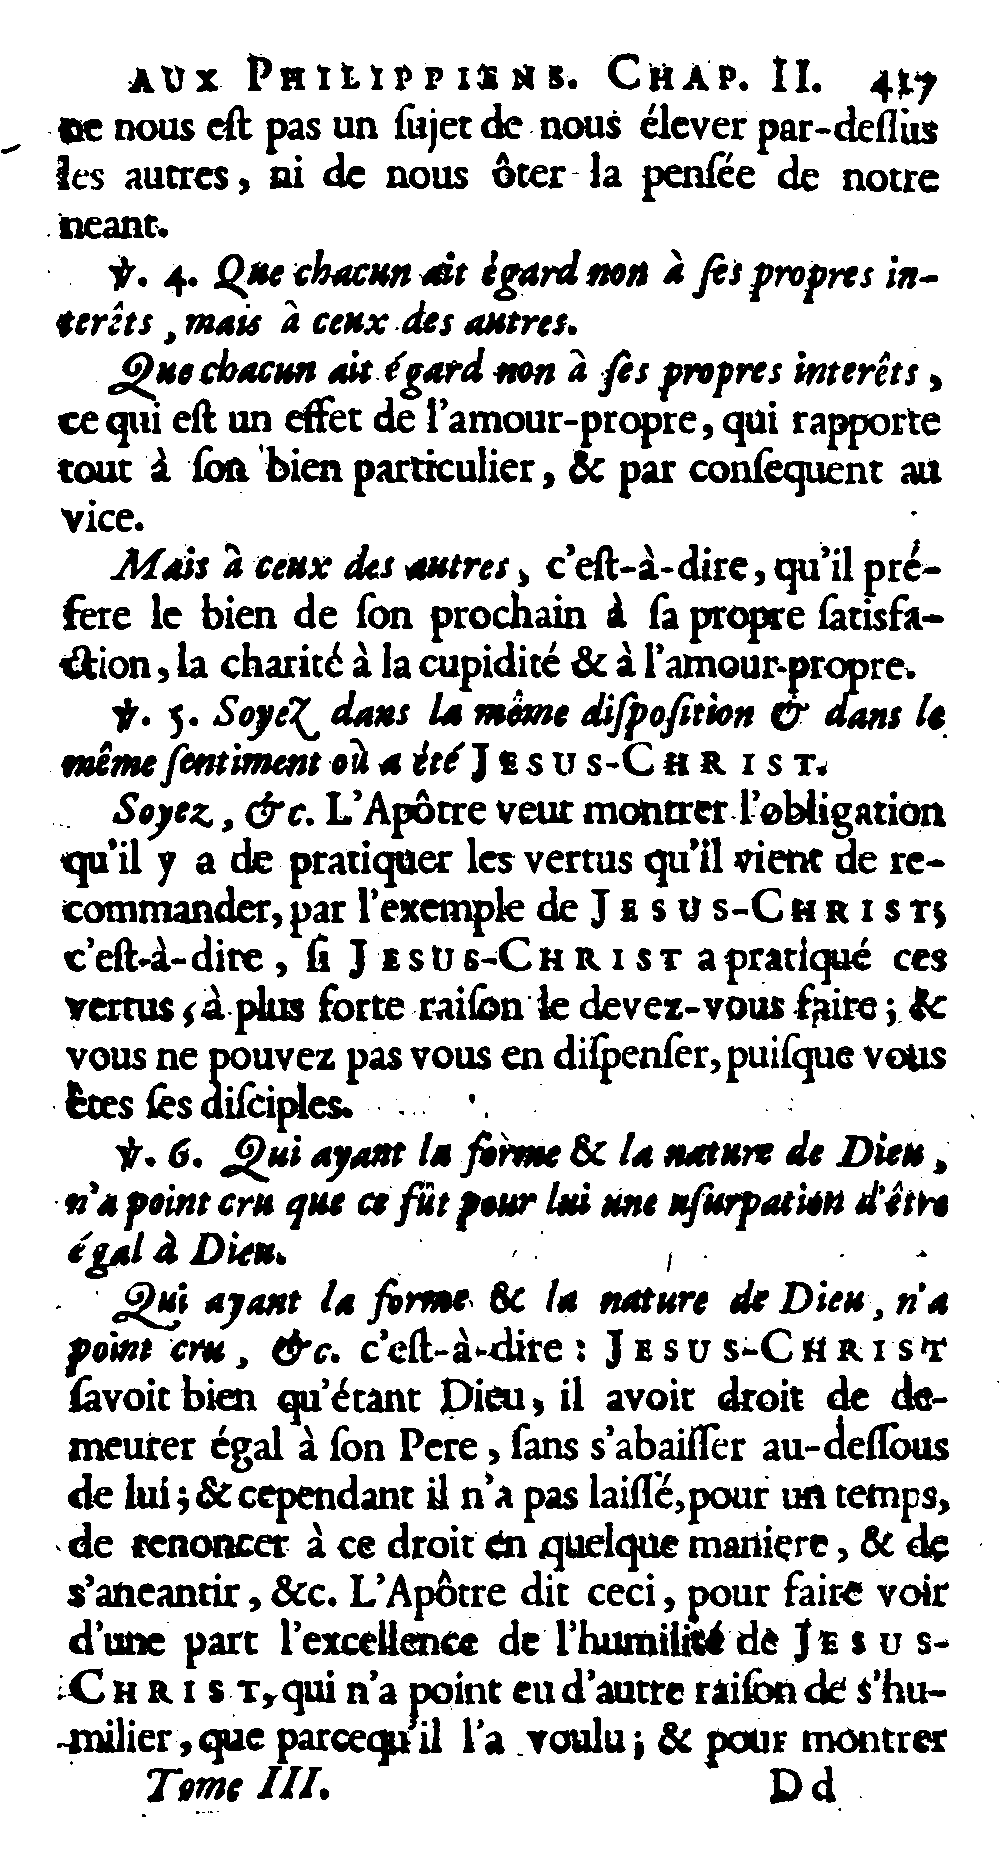 AUX PHILIPPIENS. CHAP. II. 417
ne nous eſt pas un ſujet de nous élever par-deſſus
les autres, ni de nous ôter la penſée de notre
neant.
℣. 4. Que chacun ait égard non à ſes propres in-
terêts, mais à ceux des autres.
Que chacun ait égard non à ſes propres interêts,
ce qui eſt un effet de l'amour-propre, qui rapporte
tout à ſon bien particulier, & par conſequent au
vice.
Mais à ceux des autres, c'eſt-à-dire, qu'il pré-
fere le bien de ſon prochain à ſa propre ſatisfa-
ction, la charité à la cupidité & à l'amour-propre.
℣. 5. Soyez dans la même diſpoſition & dans le
même ſentiment où a été JESUS-CHRIST.
Soyez, &c. L'Apôtre veut montrer l'obligation
qu'il y a de pratiquer les vertus qu'il vient de re-
commander, par l'exemple de JESUS-CHRIST;
c'eſt-à-dire, ſi JESUS-CHRIST a pratiqué ces
vertus, à plus forte raiſon le devez-vous faire; &
vous ne pouvez pas vous en diſpenſer, puiſque vous
êtes ſes diſciples.
℣. 6. Qui ayant la forme & la nature de Dieu,
n'a point cru que ce fût pour lui une uſurpation d'être
égal à Dieu.
Qui ayant la forme & la nature de Dieu, n'a
point cru, &c. c'eſt-à-dire: JESUS-CHRIST
ſavoit bien qu'étant Dieu, il avoit droit de de-
meurer égal à ſon Pere, ſans s'abaiſſer au-deſſous
de lui; & cependant il n'a pas laiſſé, pour un temps,
de renoncer à ce droit en quelque maniere, & de
s'aneantir, &c. L'Apôtre dit ceci, pour faire voir
d'une part l'excellence de l'humilité de JESUS-
CHRIST, qui n'a point eu d'autre raiſon de s'hu-
milier, que parcequ'il l'a voulu; & pour montrer
Tome III. Dd